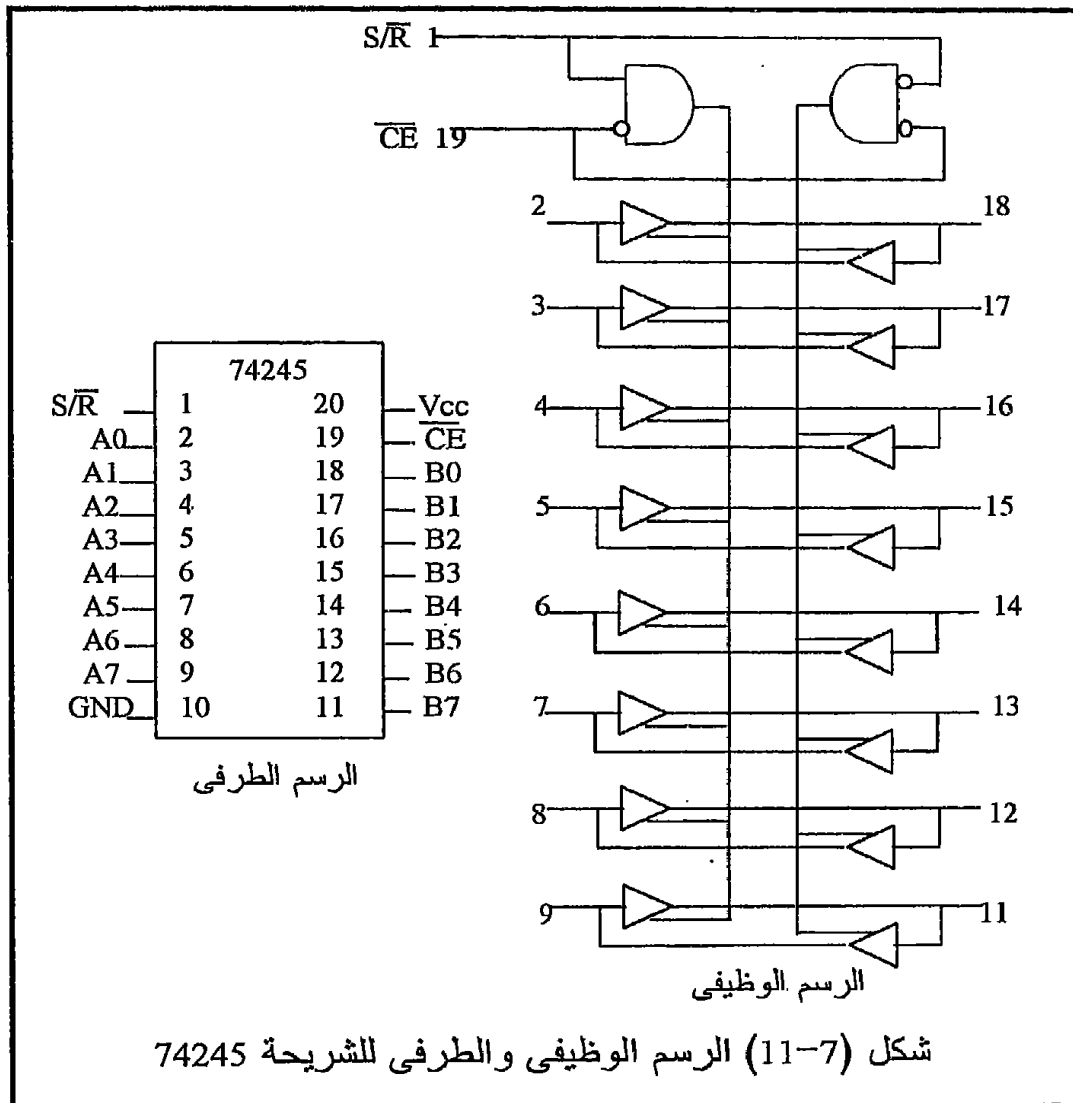 S/R̅ 1
C̅E̅ 19
2 18
3 17
4 16
5 15
6 14
7 13
8 12
9 11
الرسم الوظيفى
74245
S/R̅ 1 20 Vcc
A0 2 19 C̅E̅
A1 3 18 B0
A2 4 17 B1
A3 5 16 B2
A4 6 15 B3
A5 7 14 B4
A6 8 13 B5
A7 9 12 B6
GND 10 11 B7
الرسم الطرفى
شكل (7-11) الرسم الوظيفى والطرفى للشريحة 74245